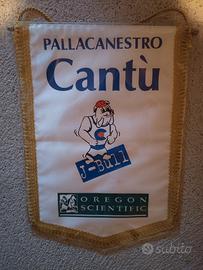 PALLACANESTRO
Cantù
J-Bull
OREGON
SCIENTIFIC
subito